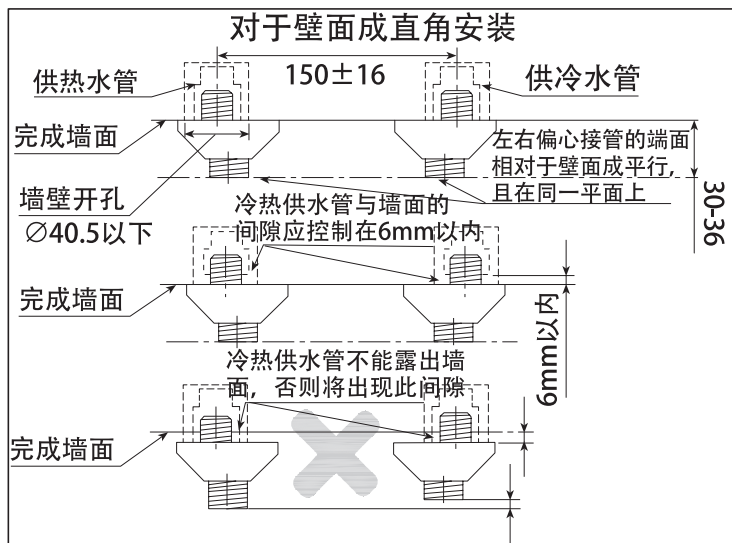 对于壁面成直角安装
150±16
供热水管
供冷水管
完成墙面
左右偏心接管的端面
相对于壁面成平行，
且在同一平面上
30-36
墙壁开孔
∅40.5以下
冷热供水管与墙面的
间隙应控制在6mm以内
完成墙面
6mm以内
冷热供水管不能露出墙
面，否则将出现此间隙
完成墙面